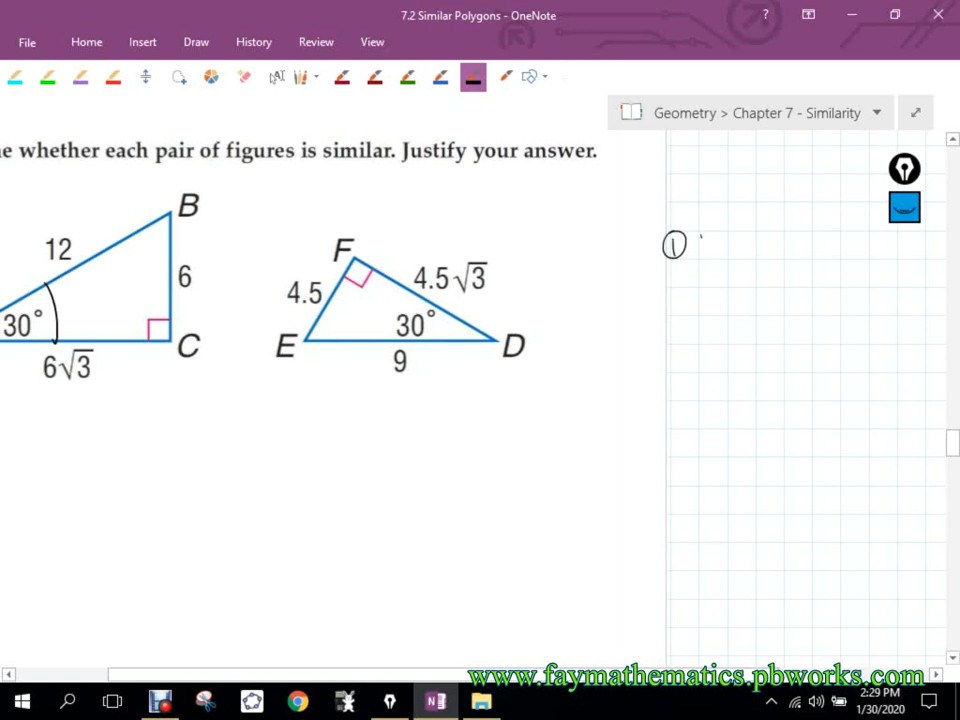 7.2 Similar Polygons - OneNote
?
File Home Insert Draw History Review View
Geometry > Chapter 7 - Similarity
e whether each pair of figures is similar. Justify your answer.
B
12
6
30°
C
6√3
F
4.5
4.5√3
30°
E
D
9
①
www.faymathematics.pbworks.com
2:29 PM
1/30/2020